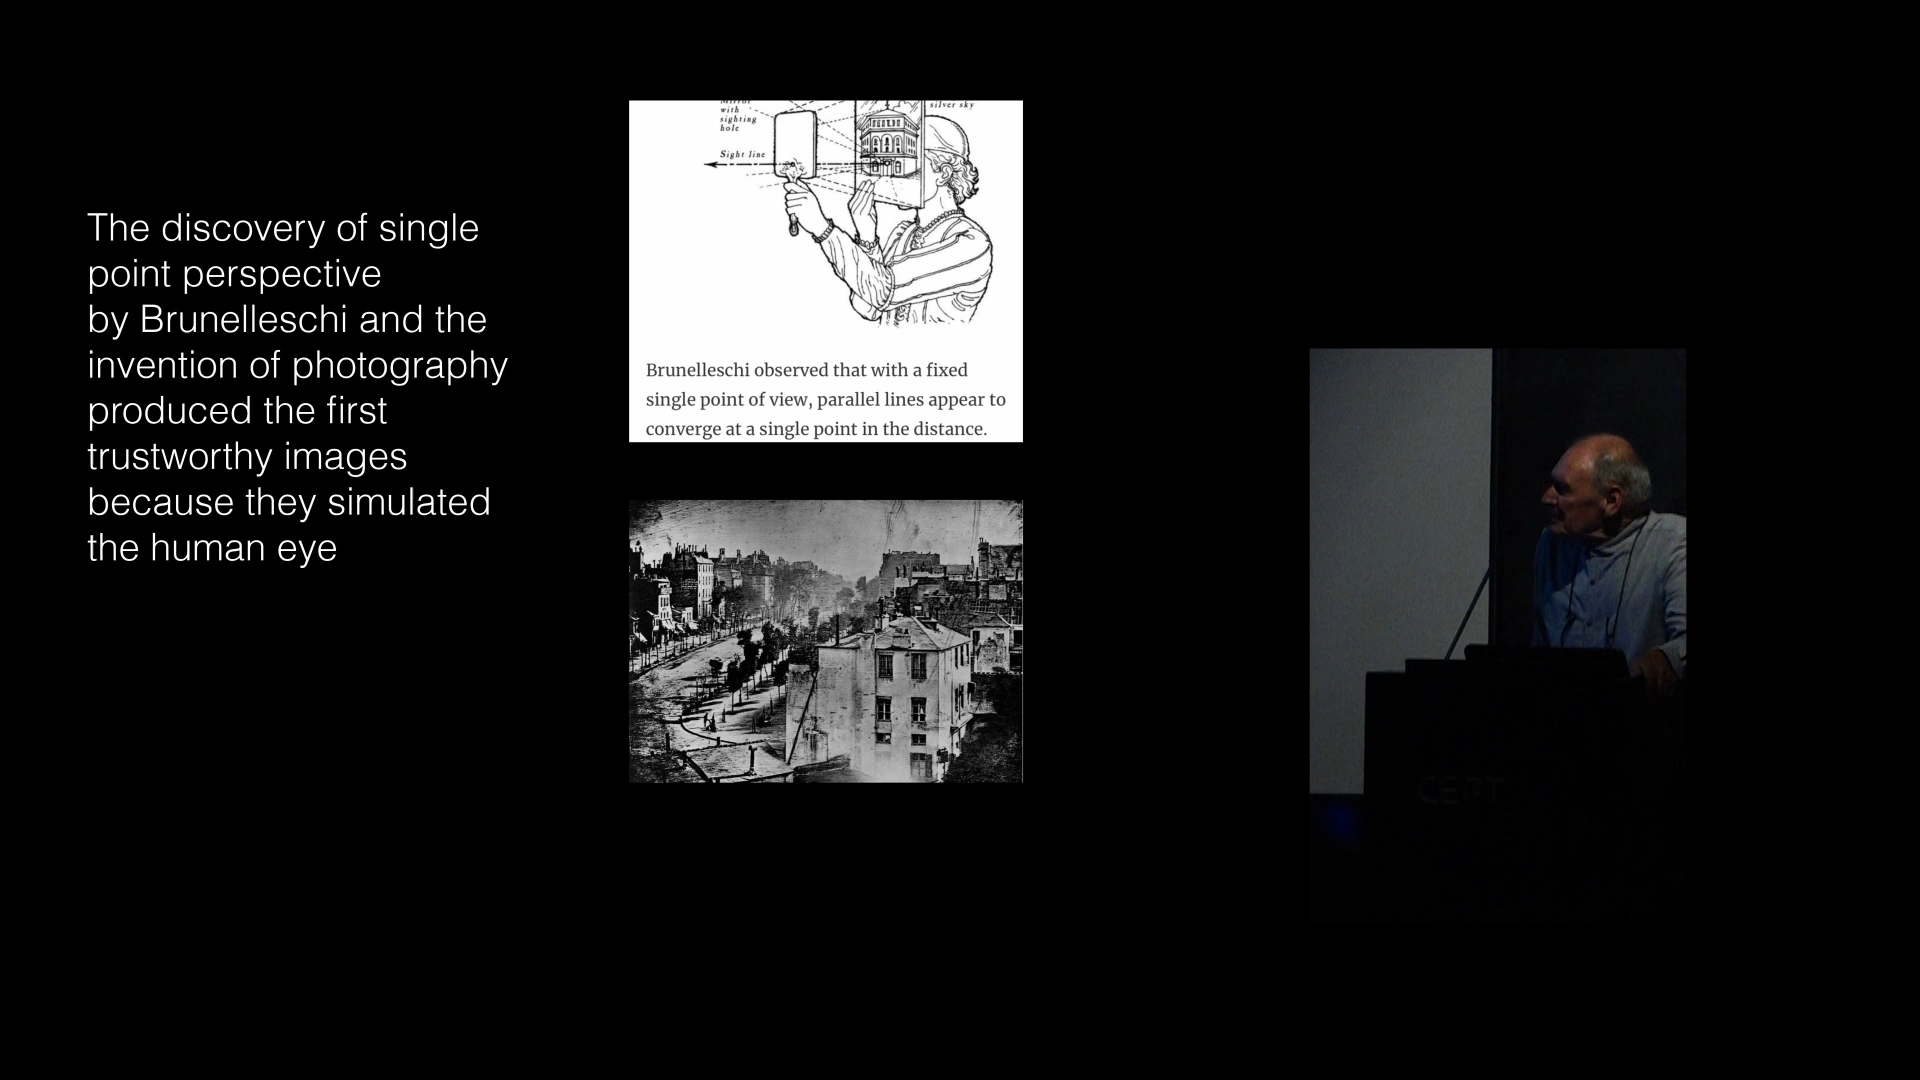 The discovery of single
point perspective
by Brunelleschi and the
invention of photography
produced the first
trustworthy images
because they simulated
the human eye
Mirror
with
sighting
hole
silver sky
Sight line
Brunelleschi observed that with a fixed
single point of view, parallel lines appear to
converge at a single point in the distance.
CEPT